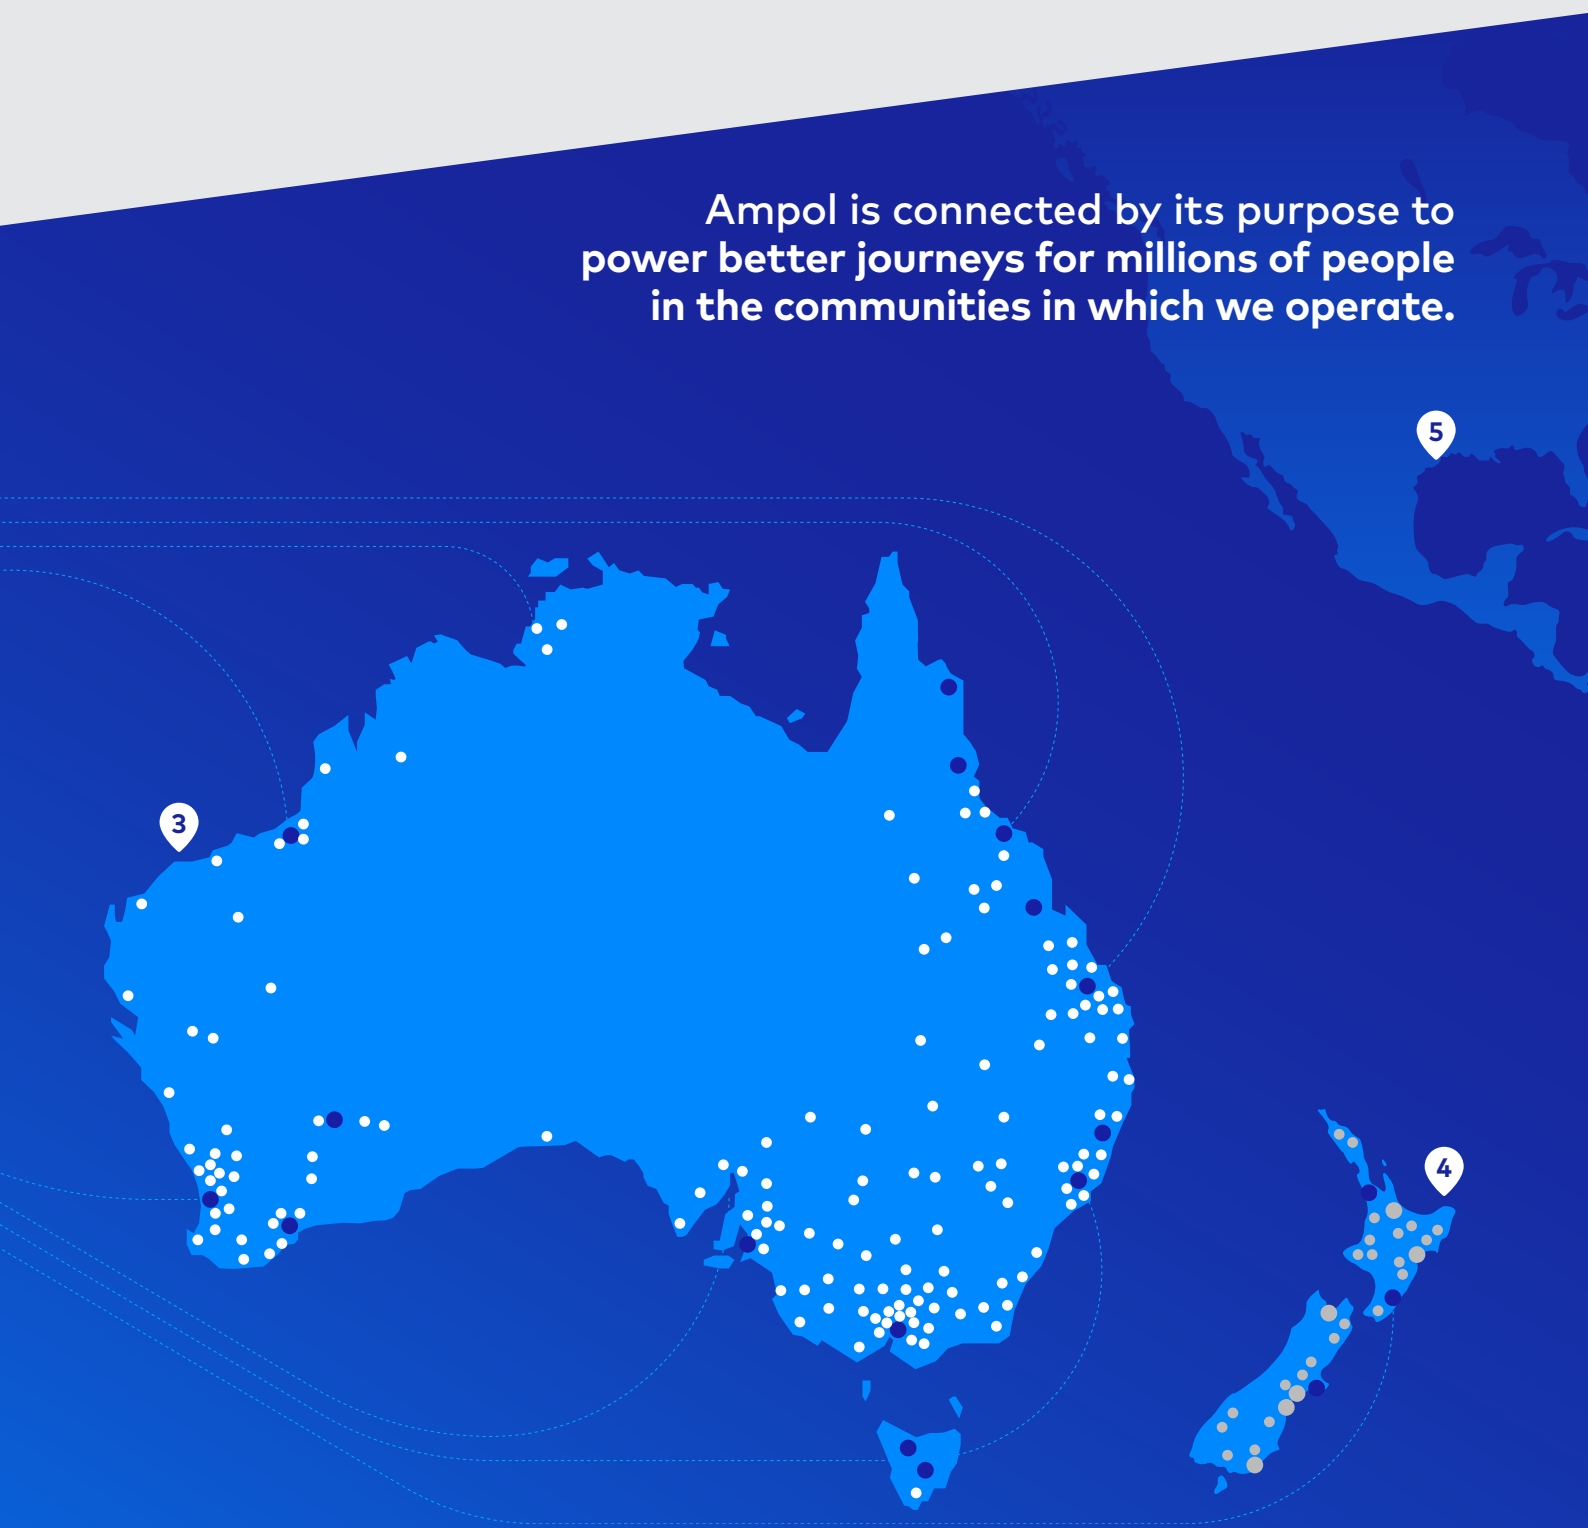 Ampol is connected by its purpose to
power better journeys for millions of people
in the communities in which we operate.
5
3
4